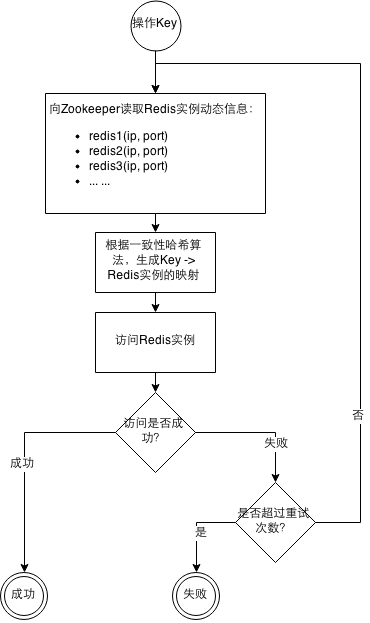 操作Key
向Zookeeper读取Redis实例动态信息：
• redis1(ip, port)
• redis2(ip, port)
• redis3(ip, port)
• ... ...
根据一致性哈希算
法，生成Key ->
Redis实例的映射
访问Redis实例
访问是否成
功?
成功
失败
否
是否超过重试
次数?
是
成功
失败